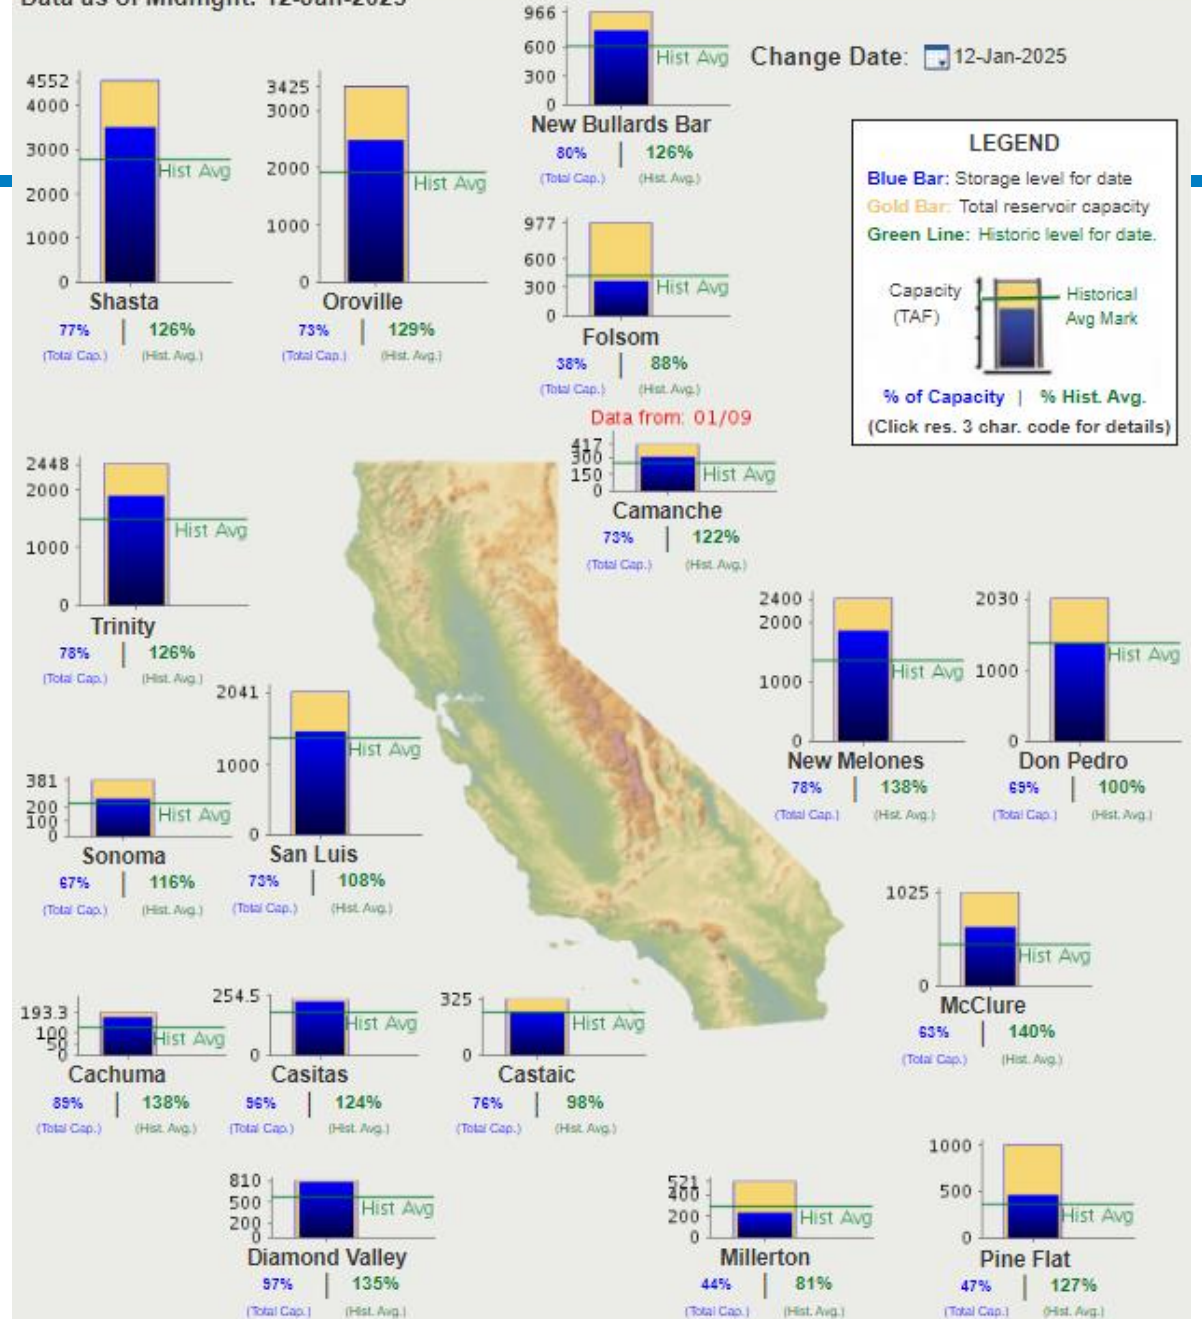 Data as of Midnight: 12-Jan-2025
Change Date: 12-Jan-2025
966
600
300
0
Hist Avg
New Bullards Bar
80% | 126%
(Total Cap.) (Hist. Avg.)
4552
4000
3000
2000
1000
0
Hist Avg
Shasta
77% | 126%
(Total Cap.) (Hist. Avg.)
3425
3000
2000
1000
0
Hist Avg
Oroville
73% | 129%
(Total Cap.) (Hist. Avg.)
LEGEND
Blue Bar: Storage level for date
Gold Bar: Total reservoir capacity
Green Line: Historic level for date.
Capacity
(TAF)
Historical
Avg Mark
% of Capacity | % Hist. Avg.
(Click res. 3 char. code for details)
977
600
300
0
Hist Avg
Folsom
38% | 88%
(Total Cap.) (Hist. Avg.)
Data from: 01/09
417
300
150
0
Hist Avg
Camanche
73% | 122%
(Total Cap.) (Hist. Avg.)
2448
2000
1000
0
Hist Avg
Trinity
78% | 126%
(Total Cap.) (Hist. Avg.)
2400
2000
1000
0
Hist Avg
New Melones
78% | 138%
(Total Cap.) (Hist. Avg.)
2030
1000
0
Hist Avg
Don Pedro
69% | 100%
(Total Cap.) (Hist. Avg.)
381
200
100
0
Hist Avg
Sonoma
67% | 116%
(Total Cap.) (Hist. Avg.)
2041
1000
0
Hist Avg
San Luis
73% | 108%
(Total Cap.) (Hist. Avg.)
1025
0
Hist Avg
McClure
63% | 140%
(Total Cap.) (Hist. Avg.)
193.3
100
50
0
Hist Avg
Cachuma
89% | 138%
(Total Cap.) (Hist. Avg.)
254.5
0
Hist Avg
Casitas
96% | 124%
(Total Cap.) (Hist. Avg.)
325
0
Hist Avg
Castaic
76% | 98%
(Total Cap.) (Hist. Avg.)
810
500
200
0
Hist Avg
Diamond Valley
97% | 135%
(Total Cap.) (Hist. Avg.)
521
400
200
0
Hist Avg
Millerton
44% | 81%
(Total Cap.) (Hist. Avg.)
1000
500
0
Hist Avg
Pine Flat
47% | 127%
(Total Cap.) (Hist. Avg.)